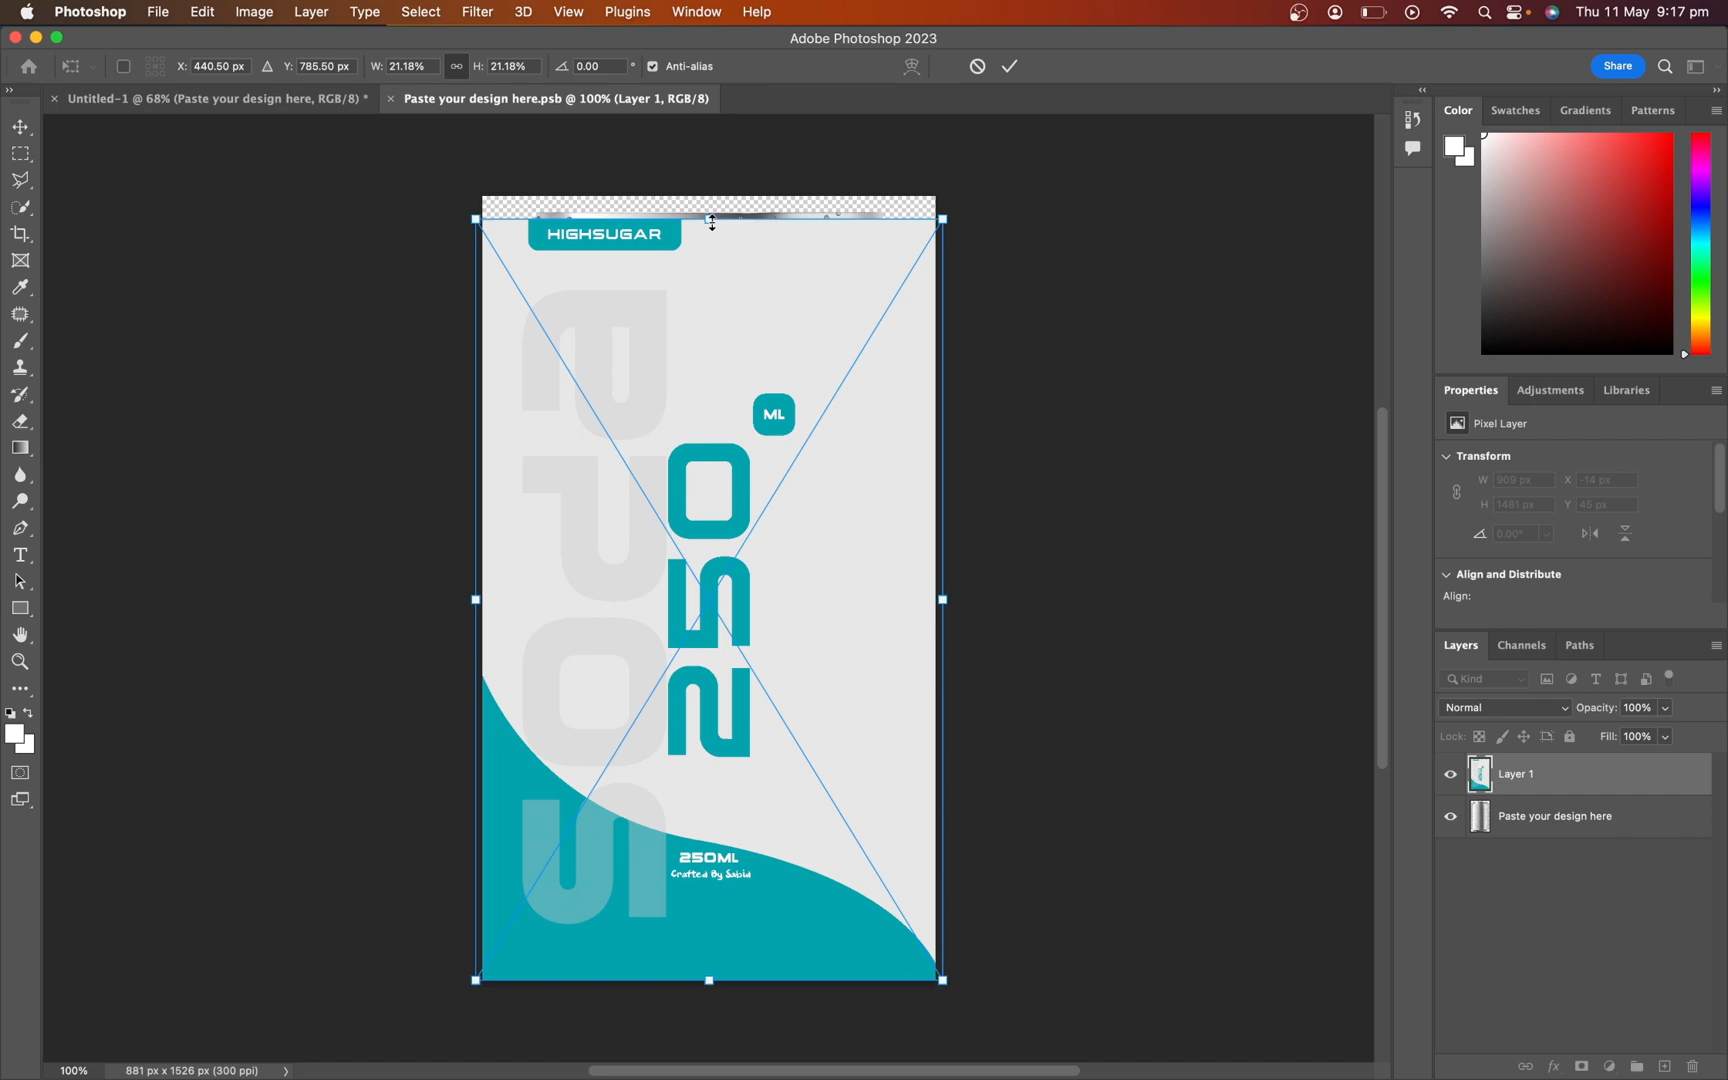 Photoshop File Edit Image Layer Type Select Filter 3D View Plugins Window Help Thu 11 May 9:17 pm
Adobe Photoshop 2023
X: 440.50 px Y: 785.50 px W: 21.18% H: 21.18% 0.00 ° Anti-alias Share
Untitled-1 @ 68% (Paste your design here, RGB/8) * Paste your design here.psb @ 100% (Layer 1, RGB/8)
Color Swatches Gradients Patterns
HIGHSUGAR
EPOS
ML
250
250ML
Crafted By Sabid
Properties Adjustments Libraries
Pixel Layer
Transform
W 909 px X -14 px
H 1481 px Y 45 px
0.00°
Align and Distribute
Align:
Layers Channels Paths
Kind
Normal Opacity: 100%
Lock: Fill: 100%
Layer 1
Paste your design here
100% 881 px x 1526 px (300 ppi)